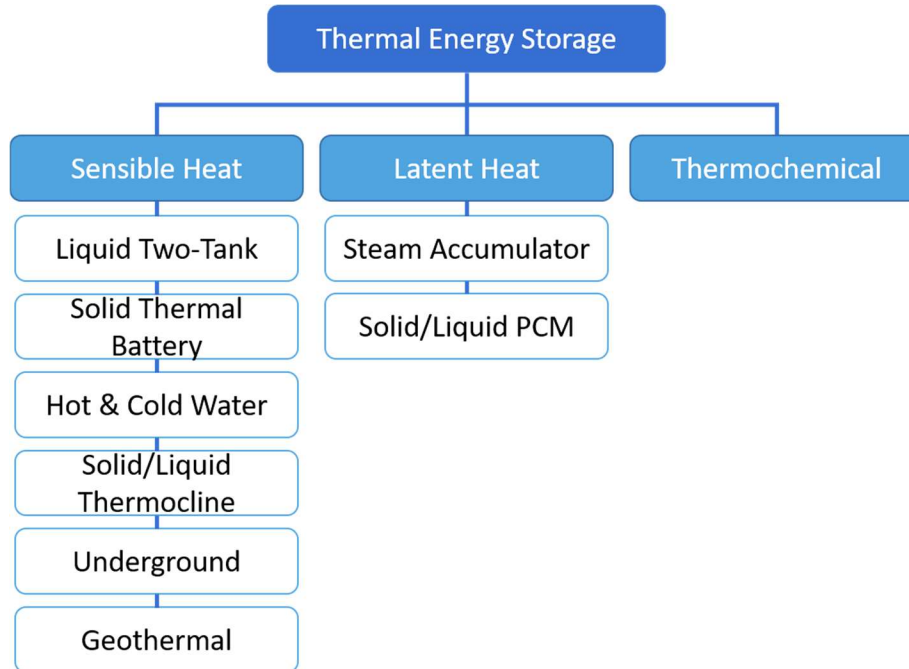 Thermal Energy Storage
Sensible Heat
Latent Heat
Thermochemical
Liquid Two-Tank
Solid Thermal
Battery
Hot & Cold Water
Solid/Liquid
Thermocline
Underground
Geothermal
Steam Accumulator
Solid/Liquid PCM